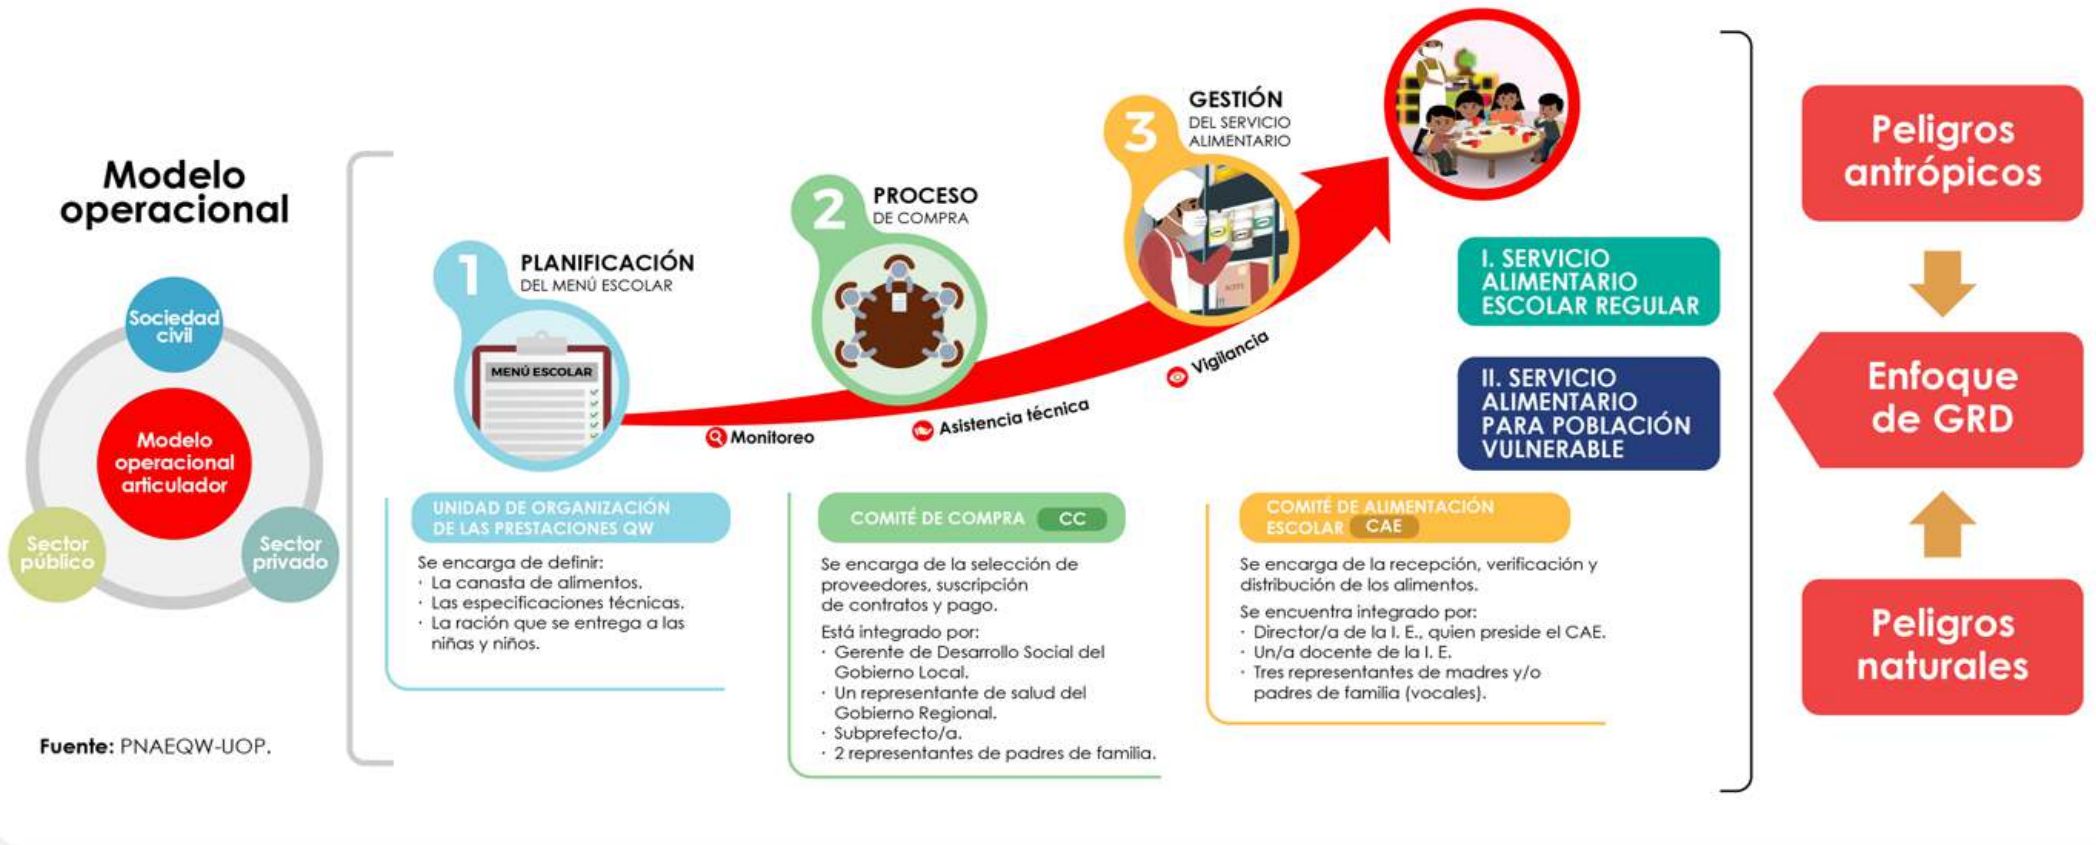 Modelo
operacional
Sociedad
civil
Modelo
operacional
articulador
Sector
público
Sector
privado
Fuente: PNAEQW-UOP.
1
PLANIFICACIÓN
DEL MENÚ ESCOLAR
MENÚ ESCOLAR
2
PROCESO
DE COMPRA
3
GESTIÓN
DEL SERVICIO
ALIMENTARIO
Monitoreo
Asistencia técnica
Vigilancia
UNIDAD DE ORGANIZACIÓN
DE LAS PRESTACIONES QW
Se encarga de definir:
· La canasta de alimentos.
· Las especificaciones técnicas.
· La ración que se entrega a las
niñas y niños.
COMITÉ DE COMPRA CC
Se encarga de la selección de
proveedores, suscripción
de contratos y pago.
Está integrado por:
· Gerente de Desarrollo Social del
Gobierno Local.
· Un representante de salud del
Gobierno Regional.
· Subprefecto/a.
· 2 representantes de padres de familia.
COMITÉ DE ALIMENTACIÓN
ESCOLAR CAE
Se encarga de la recepción, verificación y
distribución de los alimentos.
Se encuentra integrado por:
· Director/a de la I. E., quien preside el CAE.
· Un/a docente de la I. E.
· Tres representantes de madres y/o
padres de familia (vocales).
I. SERVICIO
ALIMENTARIO
ESCOLAR REGULAR
II. SERVICIO
ALIMENTARIO
PARA POBLACIÓN
VULNERABLE
Peligros
antrópicos
Enfoque
de GRD
Peligros
naturales